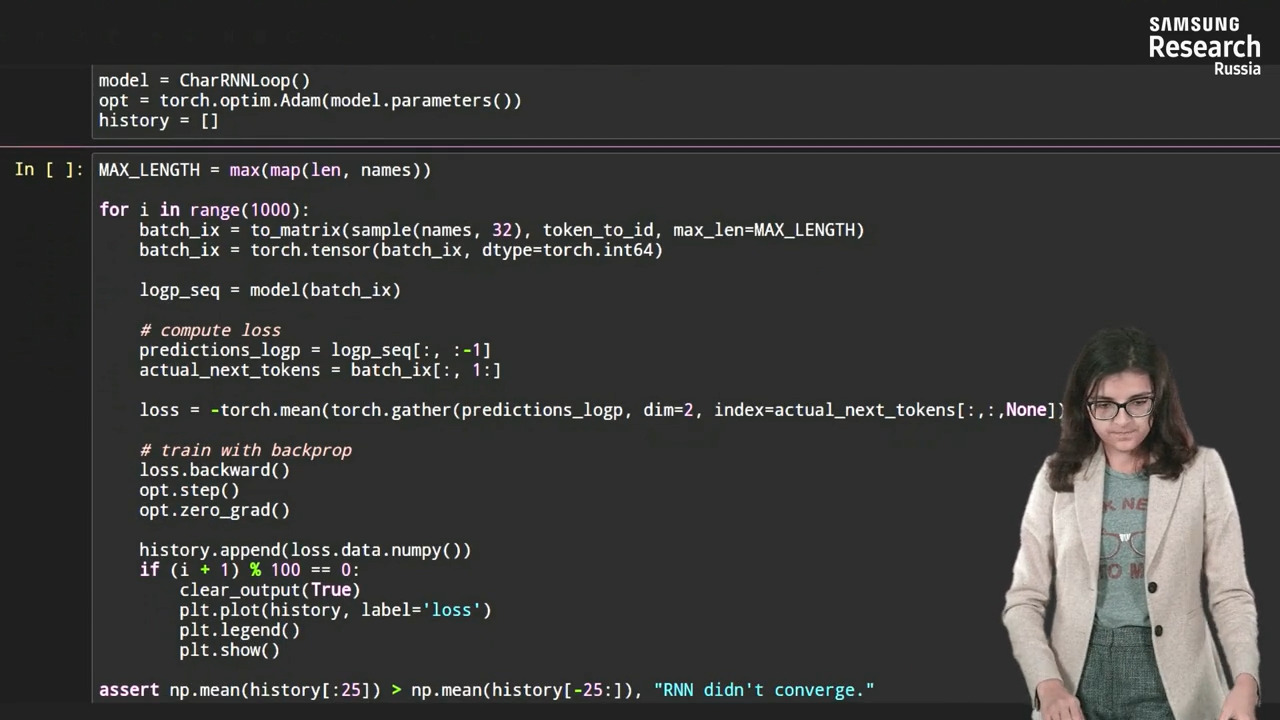 SAMSUNG
Research
Russia
model = CharRNNLoop()
opt = torch.optim.Adam(model.parameters())
history = []
In [ ]:
MAX_LENGTH = max(map(len, names))
for i in range(1000):
batch_ix = to_matrix(sample(names, 32), token_to_id, max_len=MAX_LENGTH)
batch_ix = torch.tensor(batch_ix, dtype=torch.int64)
logp_seq = model(batch_ix)
# compute loss
predictions_logp = logp_seq[:, :-1]
actual_next_tokens = batch_ix[:, 1:]
loss = -torch.mean(torch.gather(predictions_logp, dim=2, index=actual_next_tokens[:,:,None])
# train with backprop
loss.backward()
opt.step()
opt.zero_grad()
history.append(loss.data.numpy())
if (i + 1) % 100 == 0:
clear_output(True)
plt.plot(history, label='loss')
plt.legend()
plt.show()
assert np.mean(history[:25]) > np.mean(history[-25:]), "RNN didn't converge."